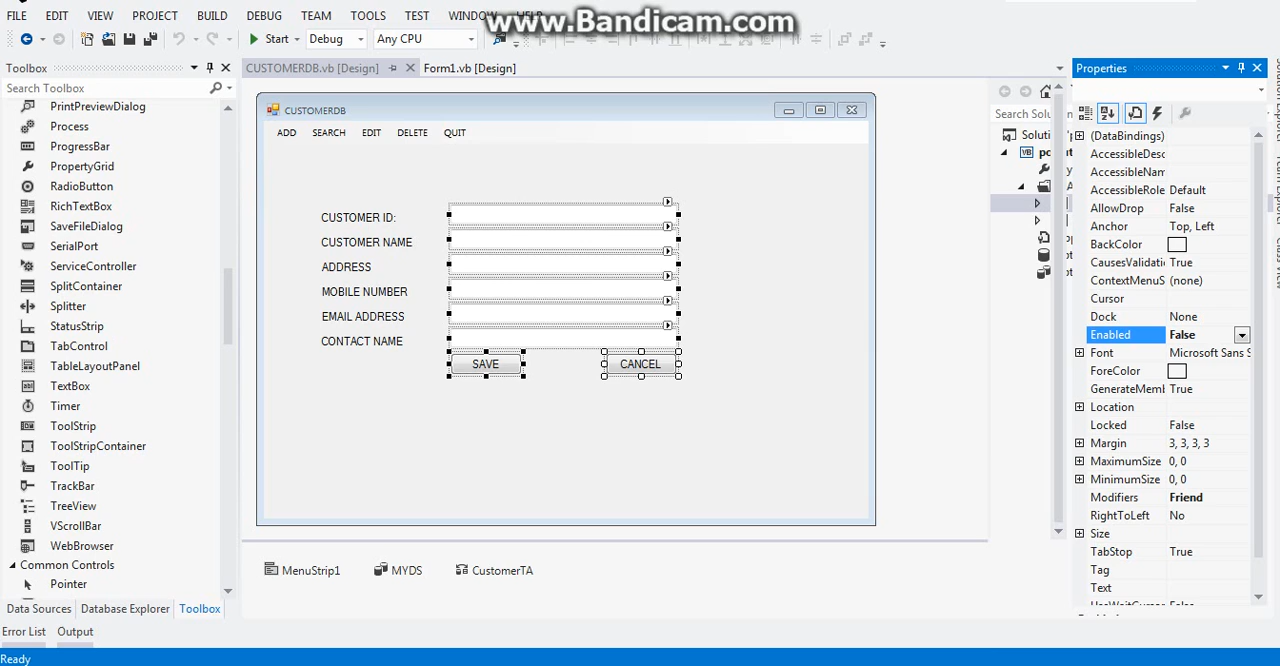 www.Bandicam.com
FILE EDIT VIEW PROJECT BUILD DEBUG TEAM TOOLS TEST WINDOW HELP
Start Debug Any CPU
Toolbox
Search Toolbox
PrintPreviewDialog
Process
ProgressBar
PropertyGrid
RadioButton
RichTextBox
SaveFileDialog
SerialPort
ServiceController
SplitContainer
Splitter
StatusStrip
TabControl
TableLayoutPanel
TextBox
Timer
ToolStrip
ToolStripContainer
ToolTip
TrackBar
TreeView
VScrollBar
WebBrowser
Common Controls
Pointer
Data Sources Database Explorer Toolbox
Error List Output
Ready
CUSTOMERDB.vb [Design] Form1.vb [Design]
CUSTOMERDB
ADD SEARCH EDIT DELETE QUIT
CUSTOMER ID:
CUSTOMER NAME
ADDRESS
MOBILE NUMBER
EMAIL ADDRESS
CONTACT NAME
SAVE CANCEL
MenuStrip1 MYDS CustomerTA
Search Solu
Soluti
VB
Properties
(DataBindings)
AccessibleDesc
AccessibleNam
AccessibleRole Default
AllowDrop False
Anchor Top, Left
BackColor
CausesValidati True
ContextMenuS (none)
Cursor
Dock None
Enabled False
Font Microsoft Sans S
ForeColor
GenerateMemb True
Location
Locked False
Margin 3, 3, 3, 3
MaximumSize 0, 0
MinimumSize 0, 0
Modifiers Friend
RightToLeft No
Size
TabStop True
Tag
Text
UseWaitCursor False